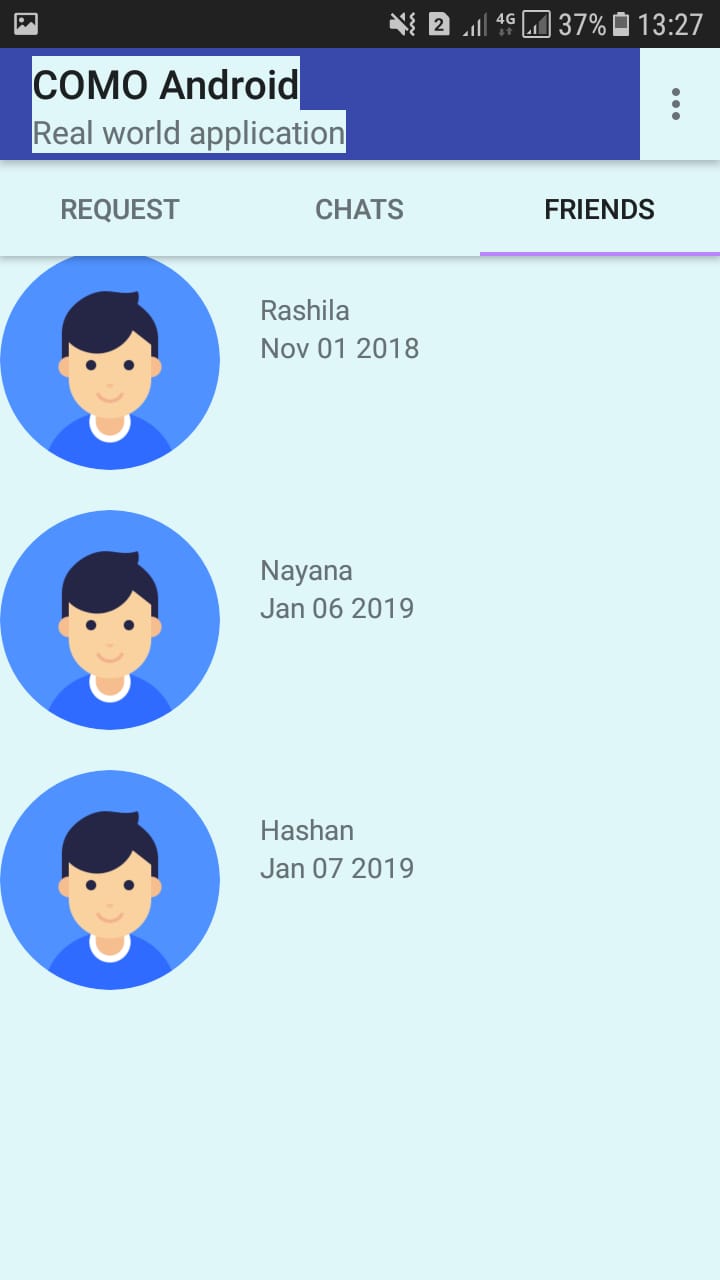 2 4G 37% 13:27
COMO Android
Real world application
REQUEST CHATS FRIENDS
Rashila
Nov 01 2018
Nayana
Jan 06 2019
Hashan
Jan 07 2019